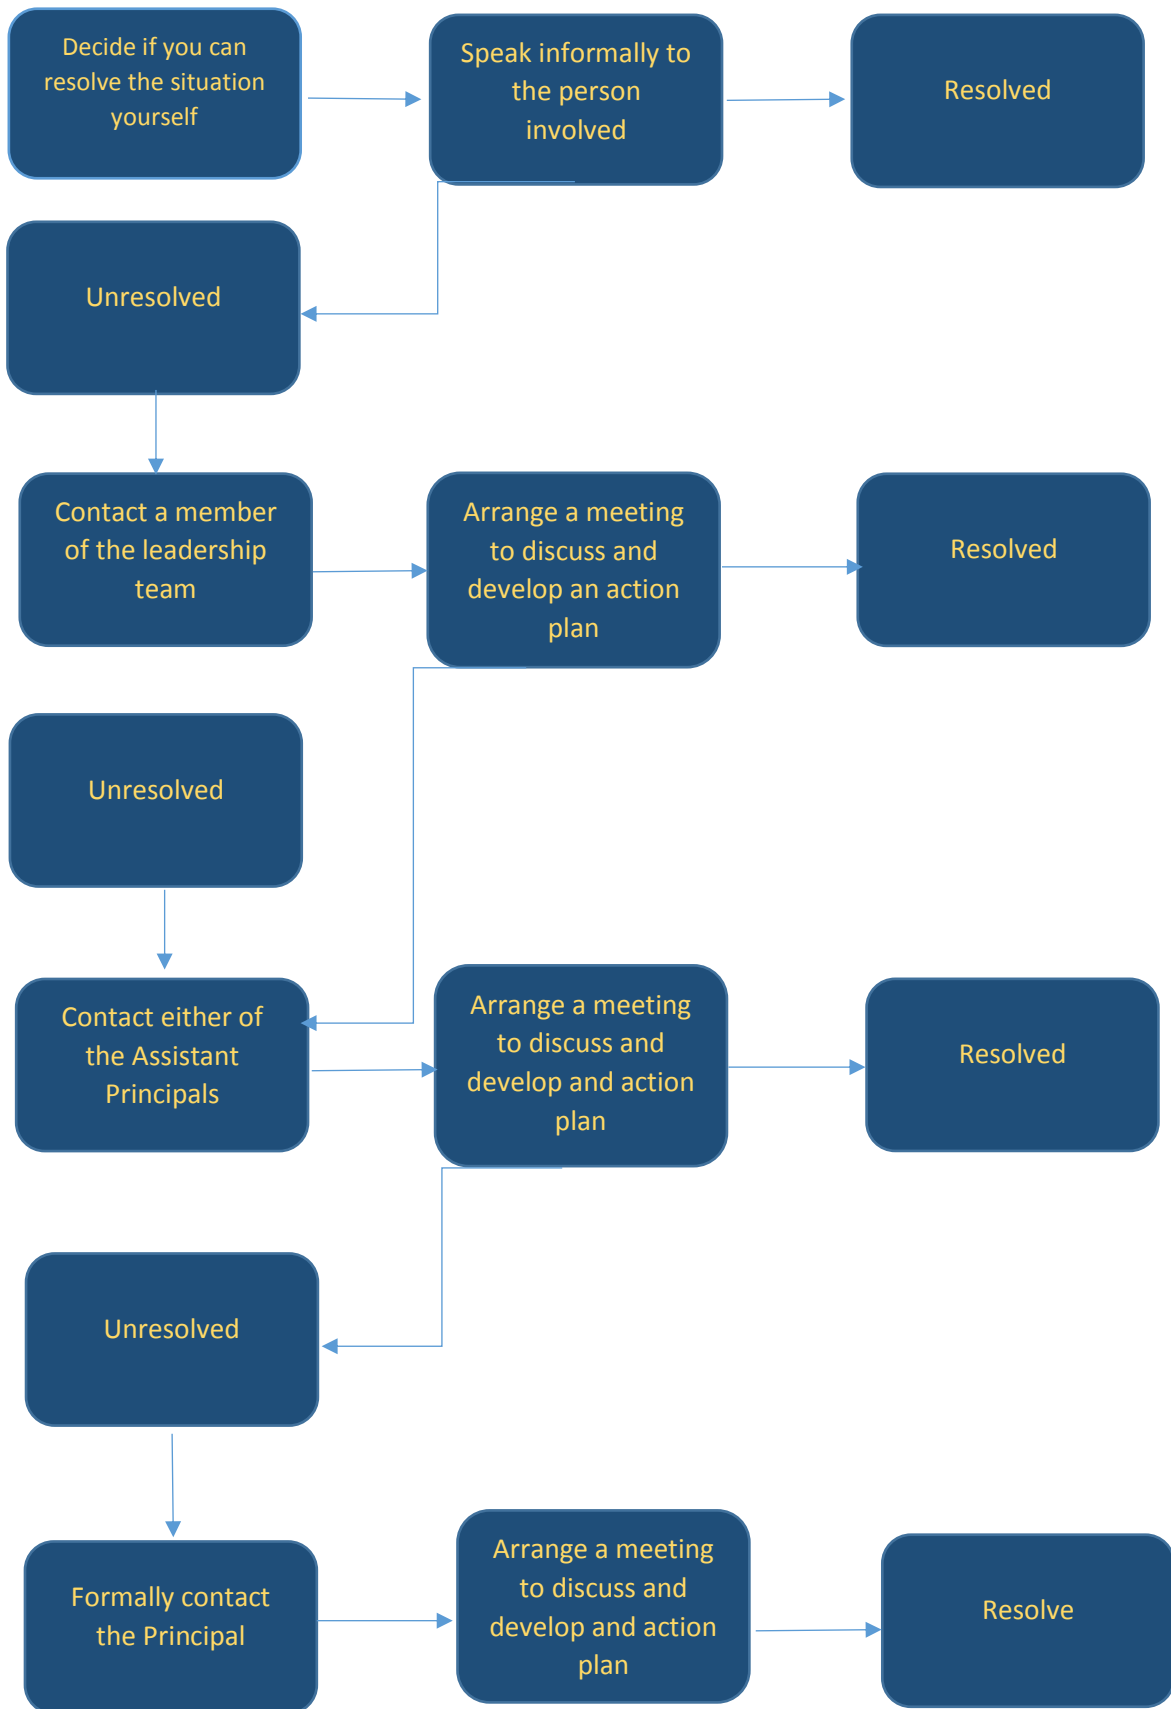 Decide if you can
resolve the situation
yourself
Speak informally to
the person
involved
Resolved
Unresolved
Contact a member
of the leadership
team
Arrange a meeting
to discuss and
develop an action
plan
Resolved
Unresolved
Contact either of
the Assistant
Principals
Arrange a meeting
to discuss and
develop and action
plan
Resolved
Unresolved
Formally contact
the Principal
Arrange a meeting
to discuss and
develop and action
plan
Resolve